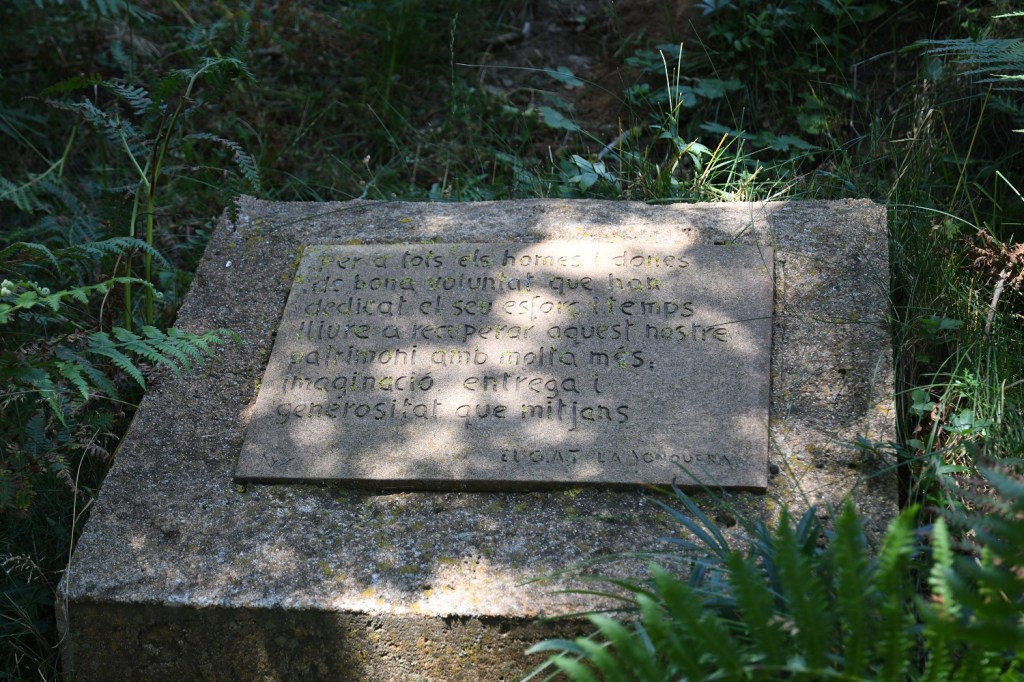 per a tots els homes i dones
de bona voluntat que han
dedicat el seu esforç i temps
lliure a recuperar aquest nostre
patrimoni amb molta més:
imaginació, entrega i
generositat que mitjans
EL G.A.T LA JONQUERA